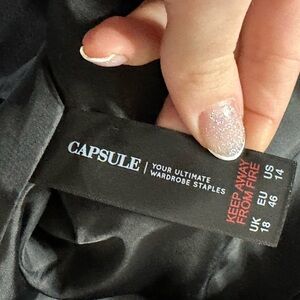 CAPSULE
YOUR ULTIMATE
WARDROBE STAPLES
KEEP AWAY
FROM FIRE
UK EU US
18 46 14